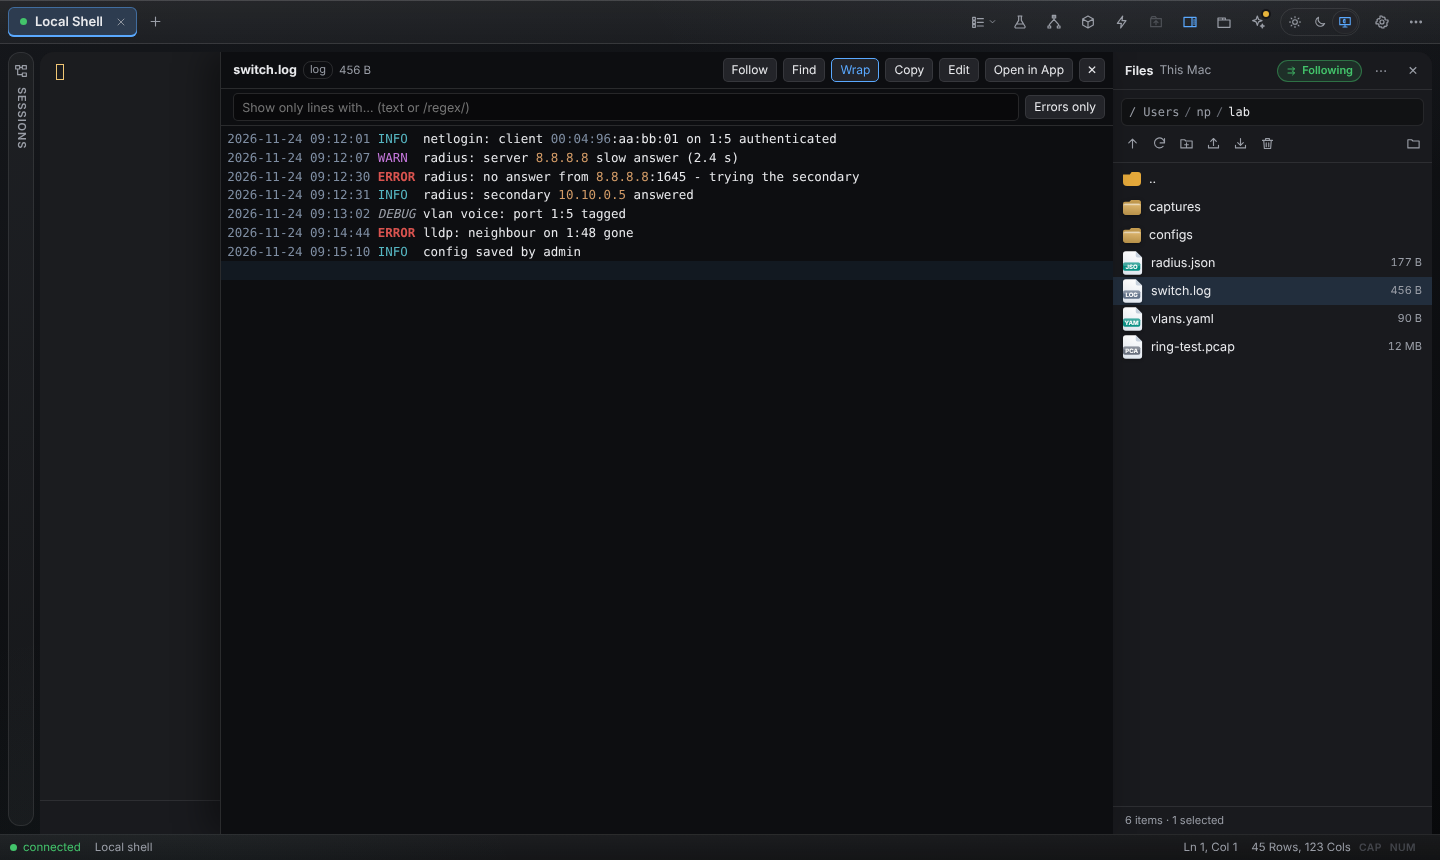 Local Shell
SESSIONS
switch.log log 456 B
Follow Find Wrap Copy Edit Open in App
Show only lines with... (text or /regex/) Errors only
2026-11-24 09:12:01 INFO netlogin: client 00:04:96:aa:bb:01 on 1:5 authenticated
2026-11-24 09:12:07 WARN radius: server 8.8.8.8 slow answer (2.4 s)
2026-11-24 09:12:30 ERROR radius: no answer from 8.8.8.8:1645 - trying the secondary
2026-11-24 09:12:31 INFO radius: secondary 10.10.0.5 answered
2026-11-24 09:13:02 DEBUG vlan voice: port 1:5 tagged
2026-11-24 09:14:44 ERROR lldp: neighbour on 1:48 gone
2026-11-24 09:15:10 INFO config saved by admin
Files This Mac Following
/ Users / np / lab
..
captures
configs
JSO radius.json 177 B
LOG switch.log 456 B
YAM vlans.yaml 90 B
PCA ring-test.pcap 12 MB
6 items · 1 selected
connected Local shell Ln 1, Col 1 45 Rows, 123 Cols CAP NUM